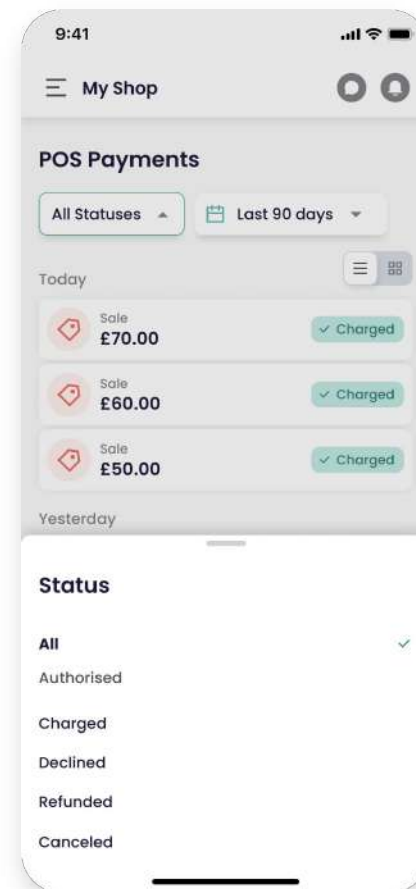 9:41
My Shop
POS Payments
All Statuses
Last 90 days
Today
Sale
£70.00
Charged
Sale
£60.00
Charged
Sale
£50.00
Charged
Yesterday
Status
All
Authorised
Charged
Declined
Refunded
Canceled